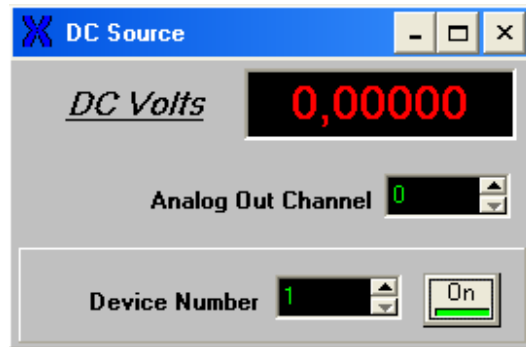 DC Source
DC Volts 0,00000
Analog Out Channel 0
Device Number 1 On